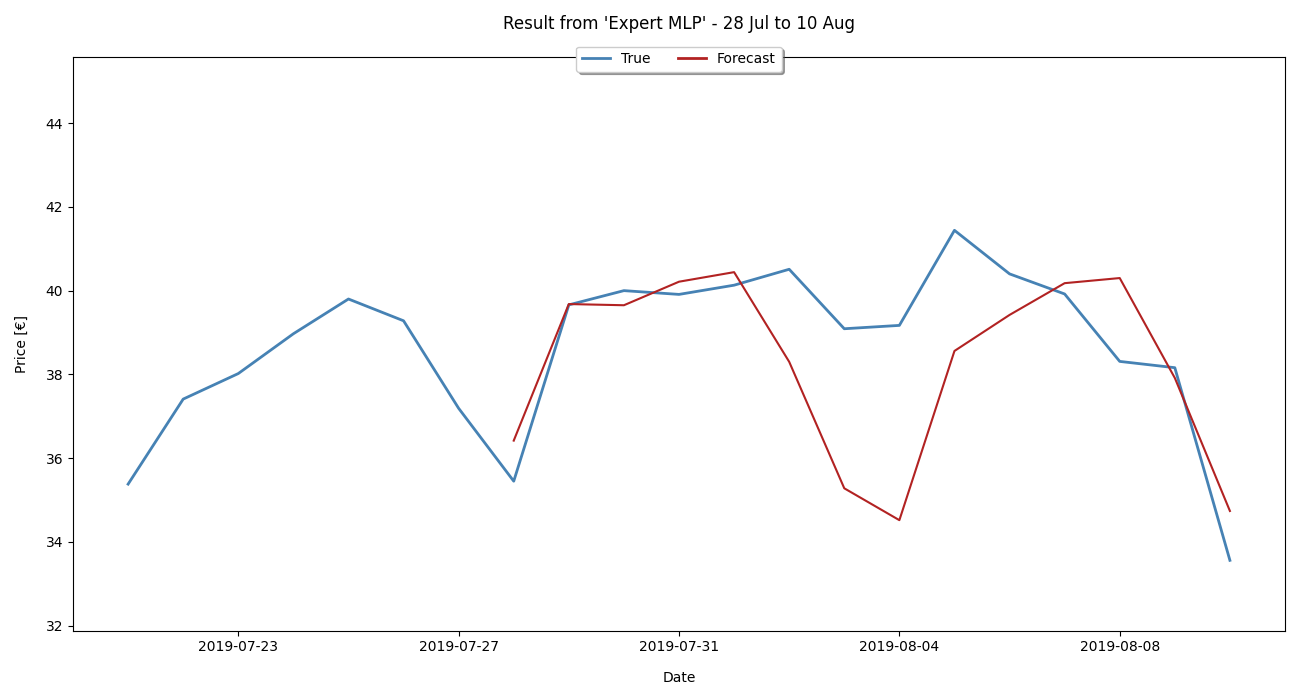 Result from 'Expert MLP' - 28 Jul to 10 Aug
True Forecast
Price [€]
44
42
40
38
36
34
32
2019-07-23 2019-07-27 2019-07-31 2019-08-04 2019-08-08
Date